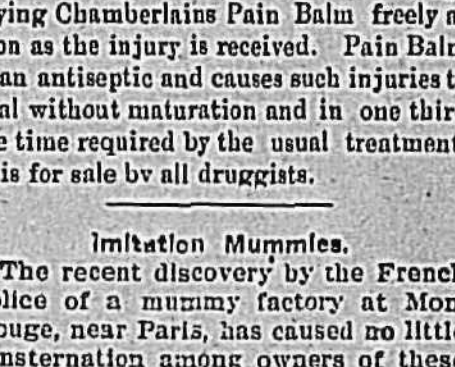 ying Chamberlains Pain Balm freely a
on as the injury is received. Pain Baln
an antiseptic and causes such injuries t
al without maturation and in one thir
e time required by the usual treatment
is for sale by all druggists.
Imitation Mummies.
The recent discovery by the French
olice of a mummy factory at Mon
ouge, near Paris, has caused no little
nsternation among owners of these